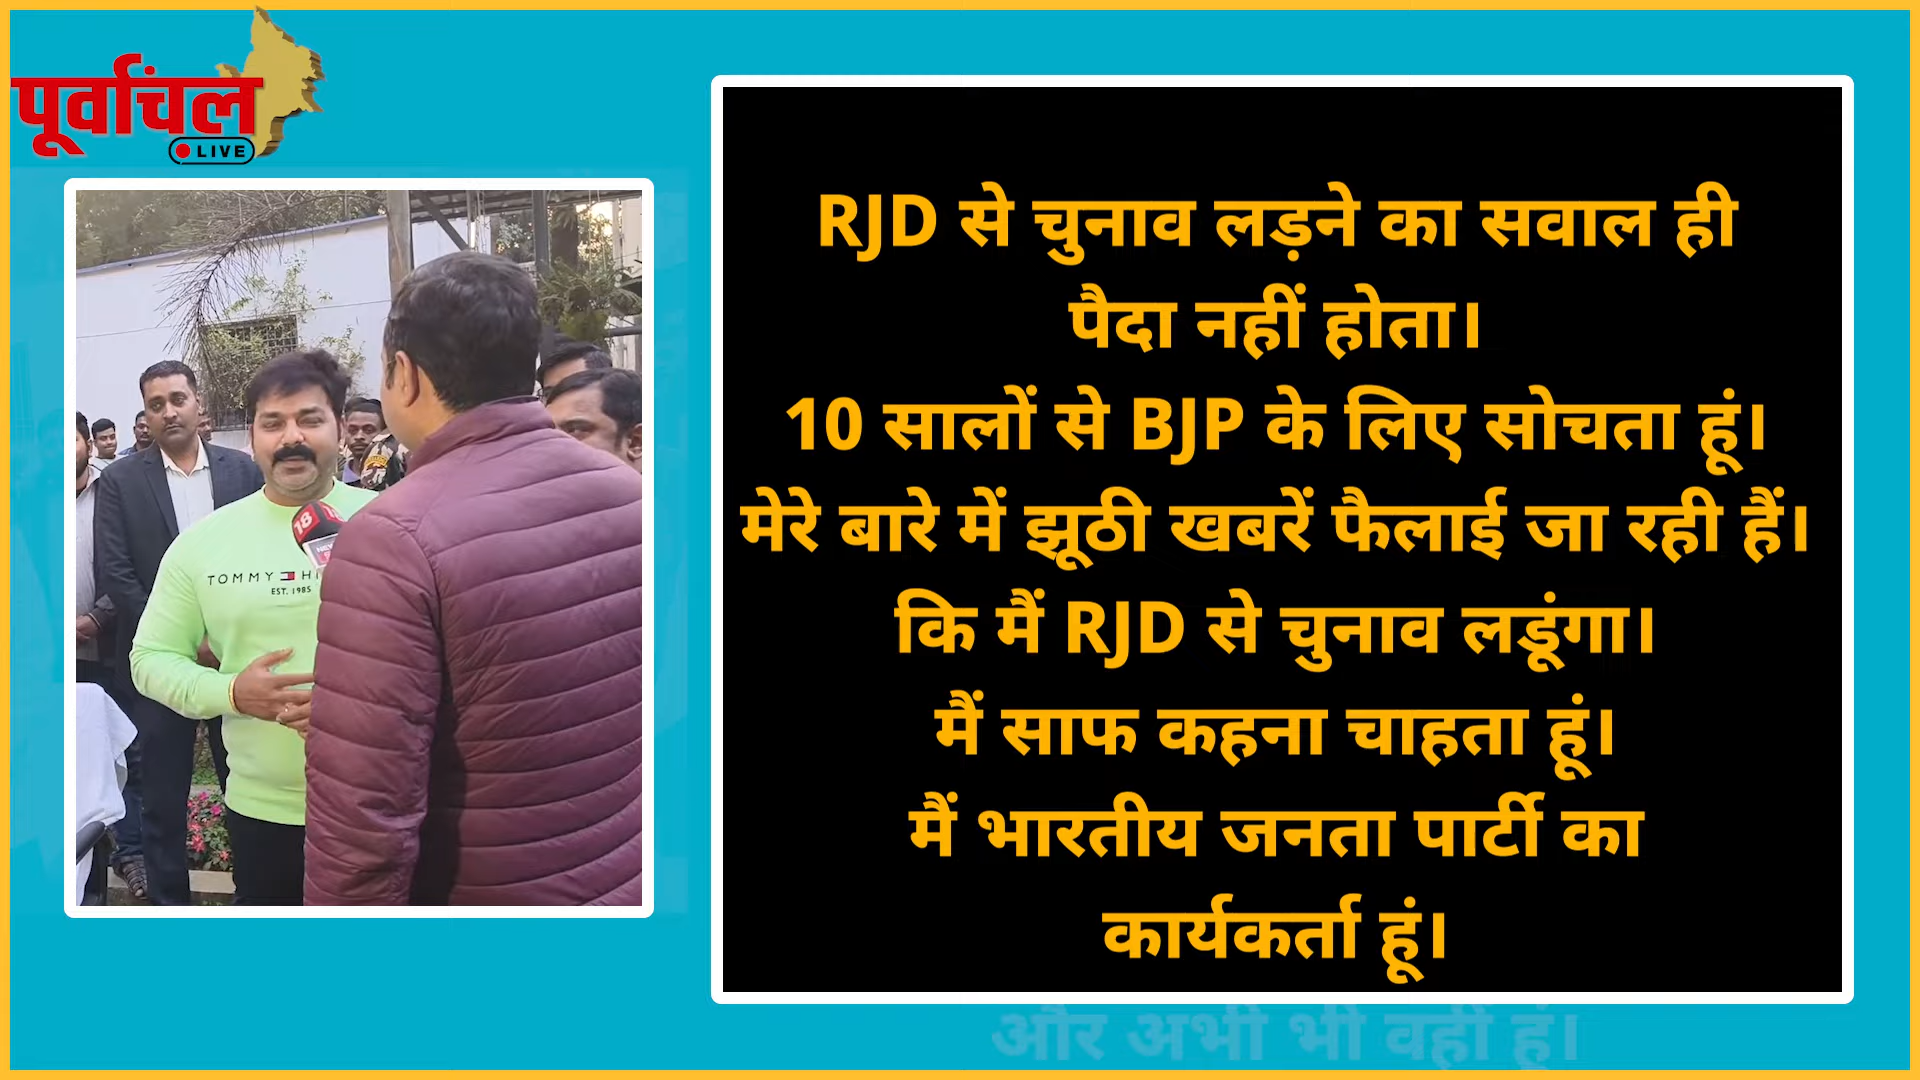 पूर्वांचल
LIVE
18
TOMMY HI
EST. 1985
RJD से चुनाव लड़ने का सवाल ही
पैदा नहीं होता।
10 सालों से BJP के लिए सोचता हूं।
मेरे बारे में झूठी खबरें फैलाई जा रही हैं।
कि मैं RJD से चुनाव लडूंगा।
मैं साफ कहना चाहता हूं।
मैं भारतीय जनता पार्टी का
कार्यकर्ता हूं।
और अभी भी वहीं हूं।